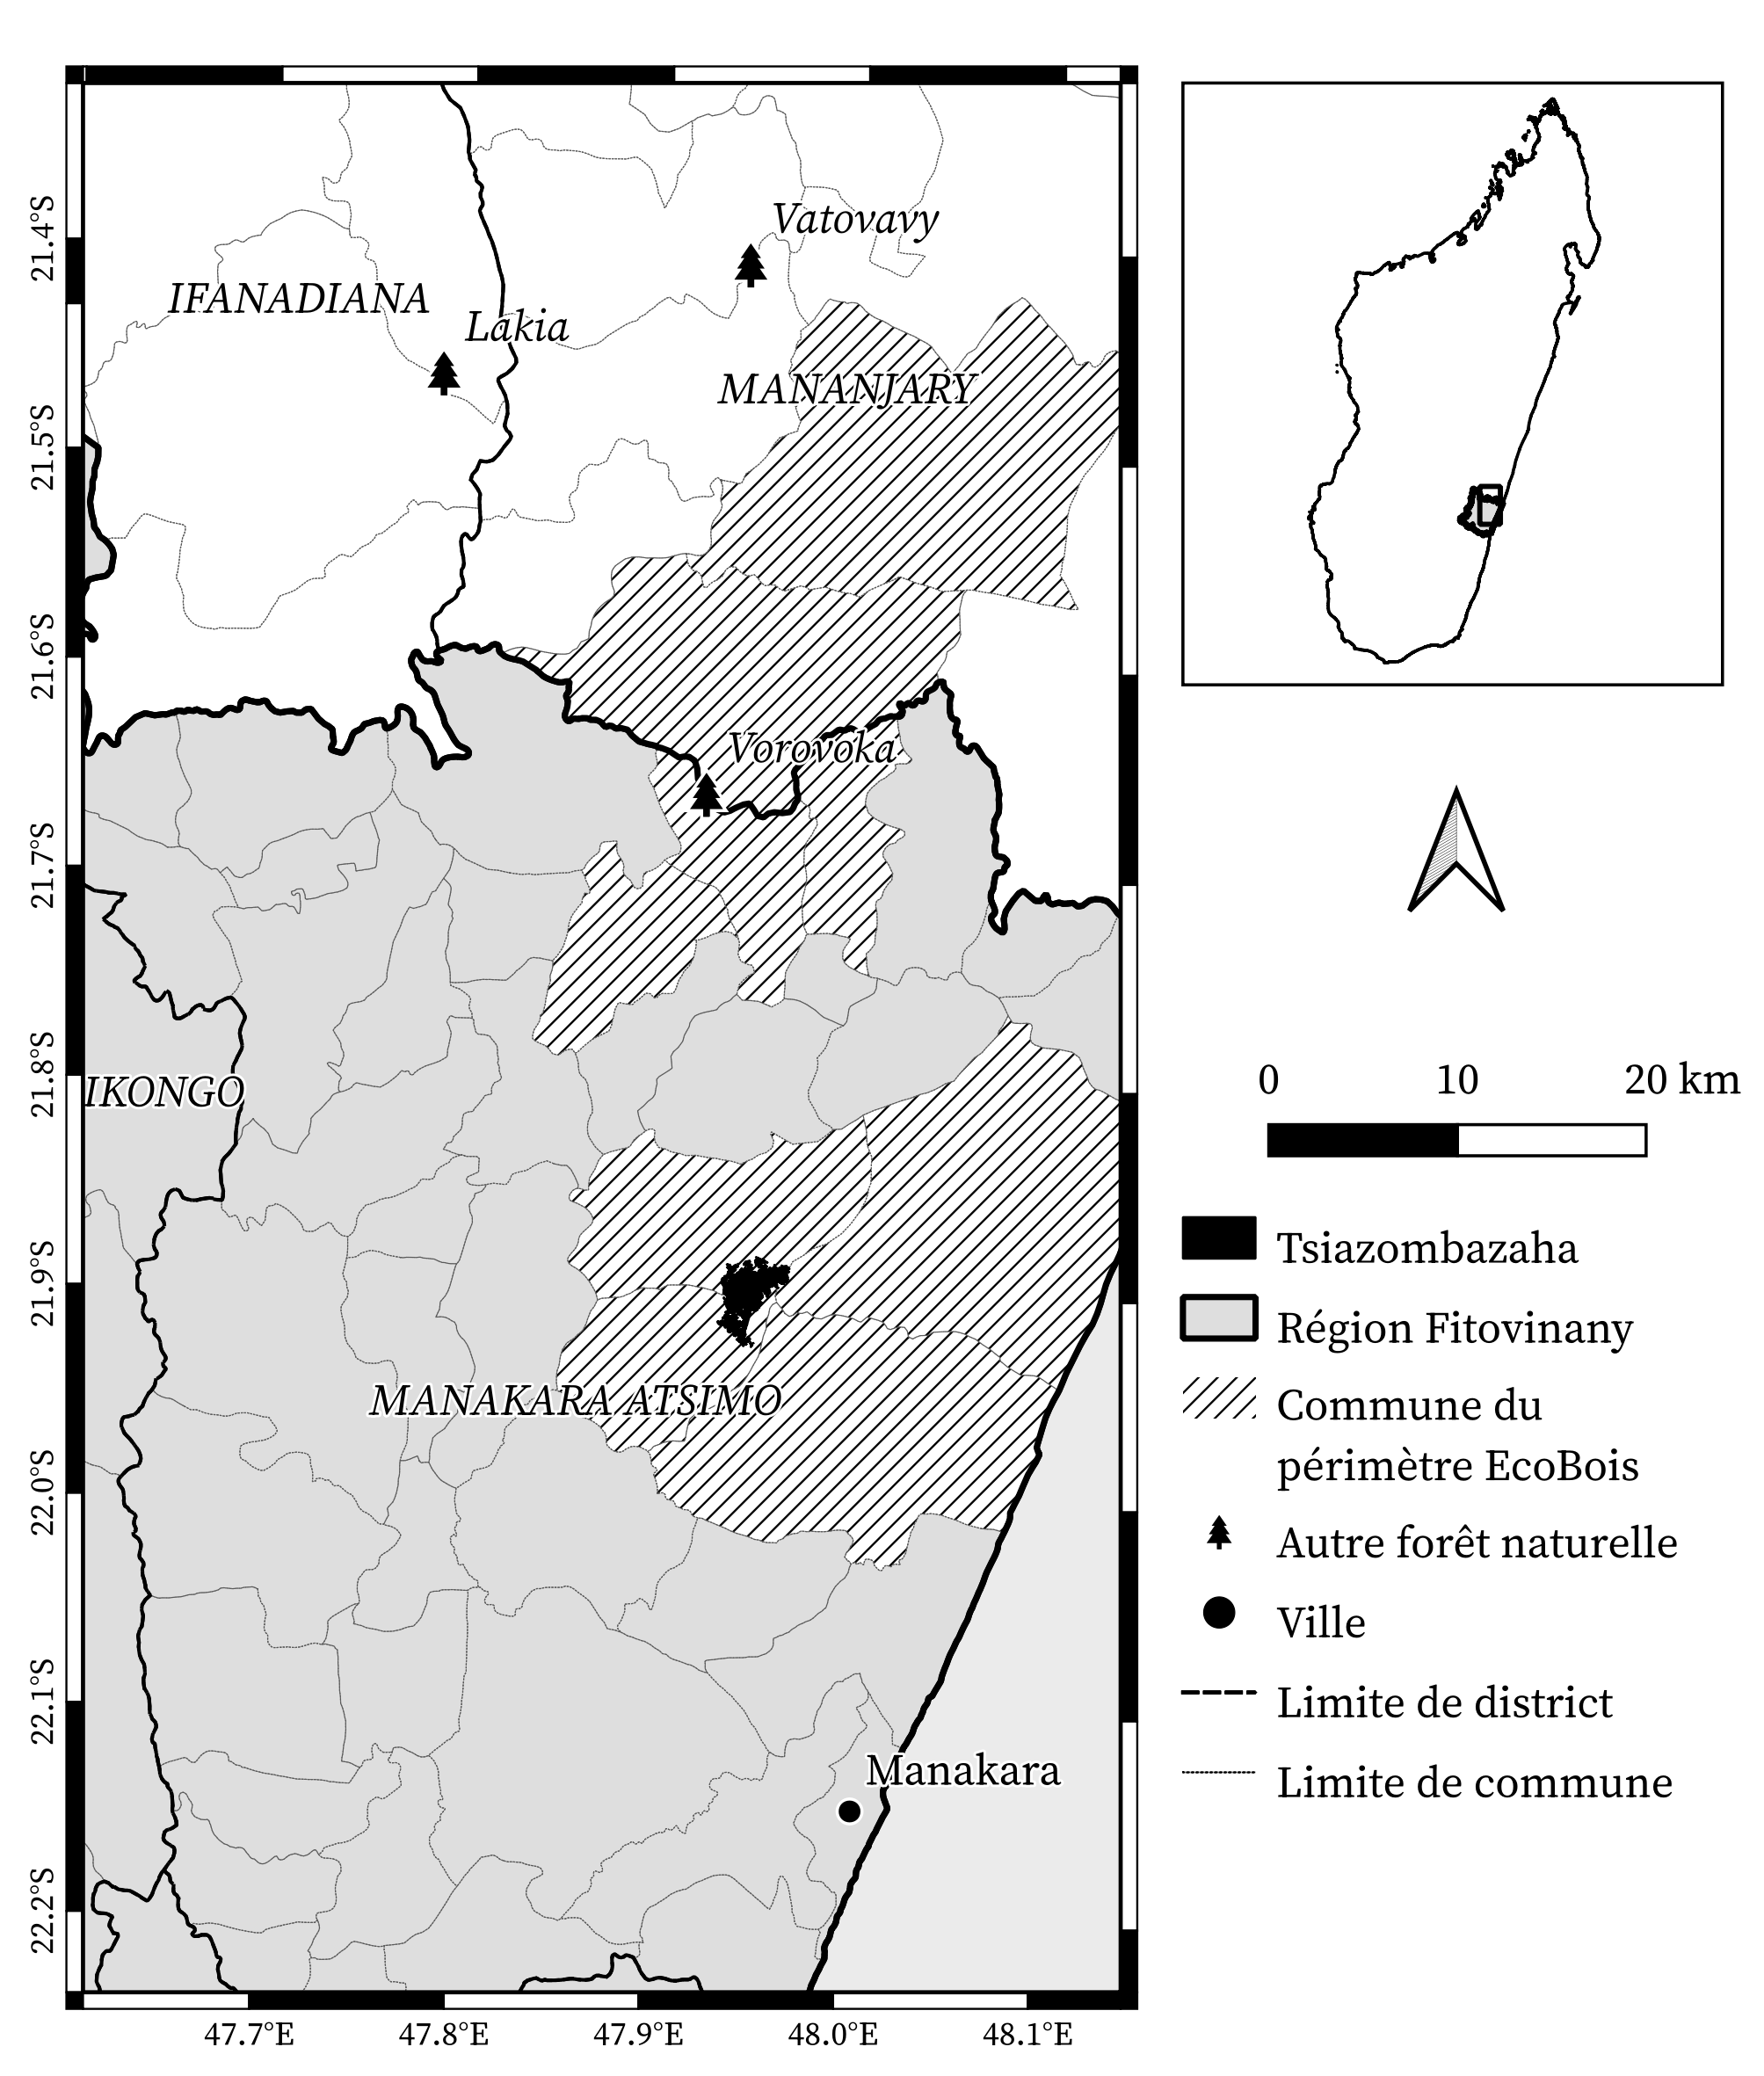 Vatovavy
IFANADIANA
Lakia
MANANJARY
Vorovoka
IKONGO
MANAKARA ATSIMO
Manakara
21.4°S
21.5°S
21.6°S
21.7°S
21.8°S
21.9°S
22.0°S
22.1°S
22.2°S
47.7°E
47.8°E
47.9°E
48.0°E
48.1°E
0 10 20 km
Tsiazombazaha
Région Fitovinany
Commune du
périmètre EcoBois
Autre forêt naturelle
Ville
Limite de district
Limite de commune